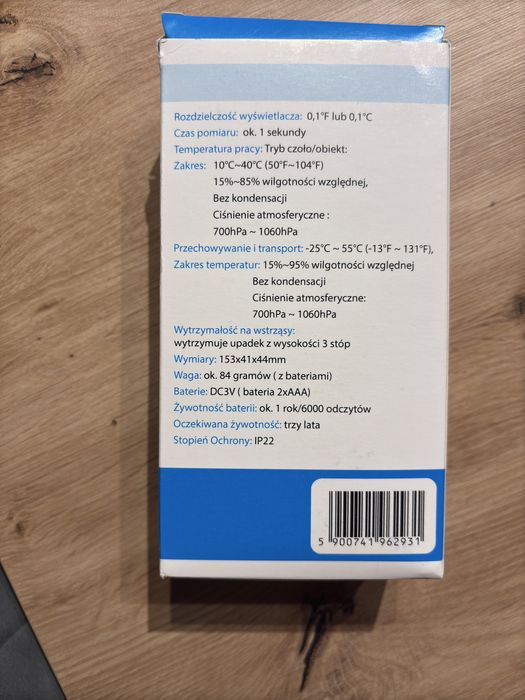 Rozdzielczość wyświetlacza: 0,1°F lub 0,1°C
Czas pomiaru: ok. 1 sekundy
Temperatura pracy: Tryb czoło/obiekt:
Zakres: 10°C~40°C (50°F~104°F)
15%~85% wilgotności względnej,
Bez kondensacji
Ciśnienie atmosferyczne :
700hPa ~ 1060hPa
Przechowywanie i transport: -25°C ~ 55°C (-13°F ~ 131°F),
Zakres temperatur: 15%~95% wilgotności względnej
Bez kondensacji
Ciśnienie atmosferyczne:
700hPa ~ 1060hPa
Wytrzymałość na wstrząsy:
wytrzymuje upadek z wysokości 3 stóp
Wymiary: 153x41x44mm
Waga: ok. 84 gramów ( z bateriami)
Baterie: DC3V ( bateria 2xAAA)
Żywotność baterii: ok. 1 rok/6000 odczytów
Oczekiwana żywotność: trzy lata
Stopień Ochrony: IP22
5 900741 962931